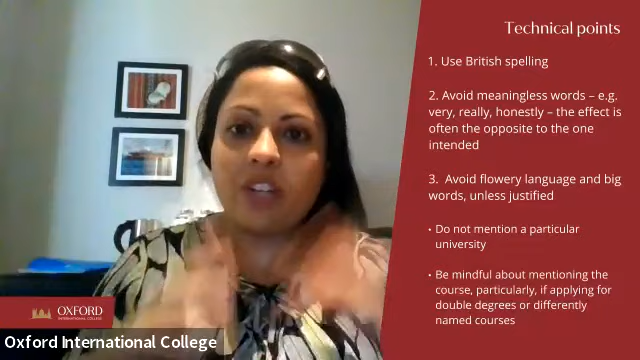 Technical points
1. Use British spelling
2. Avoid meaningless words – e.g.
very, really, honestly – the effect is
often the opposite to the one
intended
3. Avoid flowery language and big
words, unless justified
• Do not mention a particular
university
• Be mindful about mentioning the
course, particularly, if applying for
double degrees or differently
named courses
OXFORD
INTERNATIONAL COLLEGE
Oxford International College